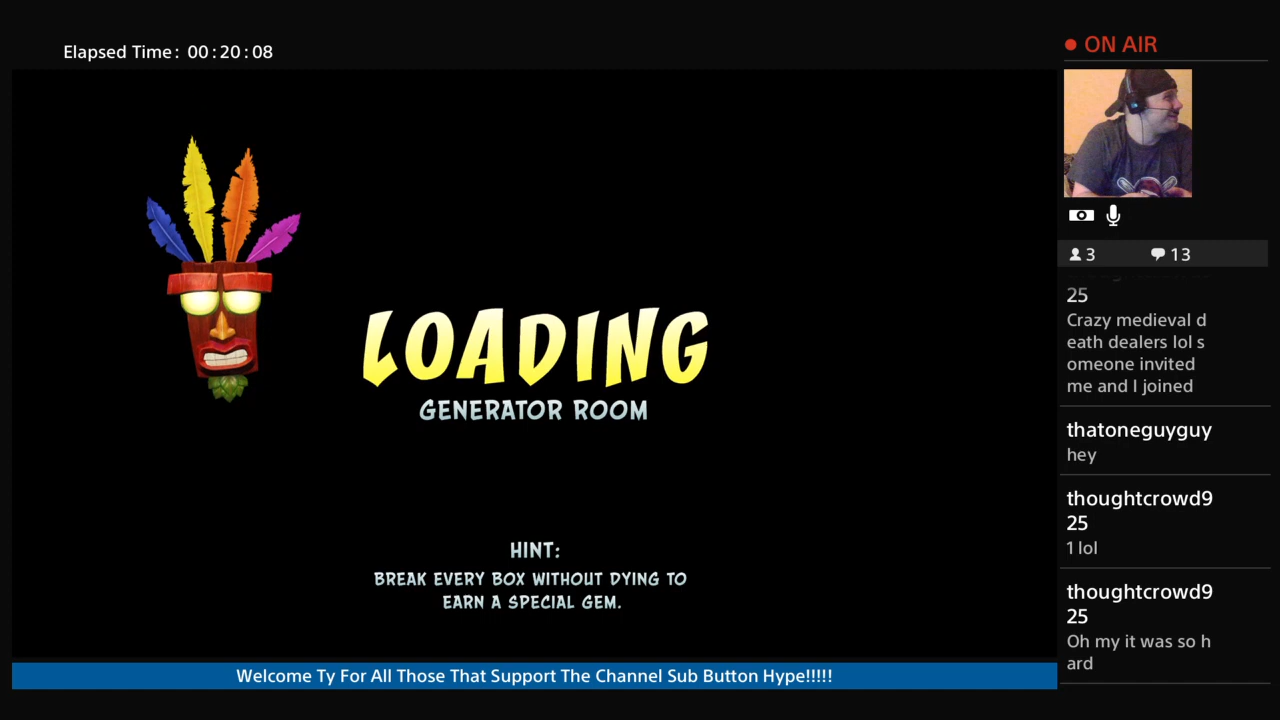 Elapsed Time: 00:20:08
ON AIR
3 13
25
Crazy medieval d
eath dealers lol s
omeone invited
me and I joined
thatoneguyguy
hey
thoughtcrowd9
25
1 lol
thoughtcrowd9
25
Oh my it was so h
ard
LOADING
GENERATOR ROOM
HINT:
BREAK EVERY BOX WITHOUT DYING TO
EARN A SPECIAL GEM.
Welcome Ty For All Those That Support The Channel Sub Button Hype!!!!!